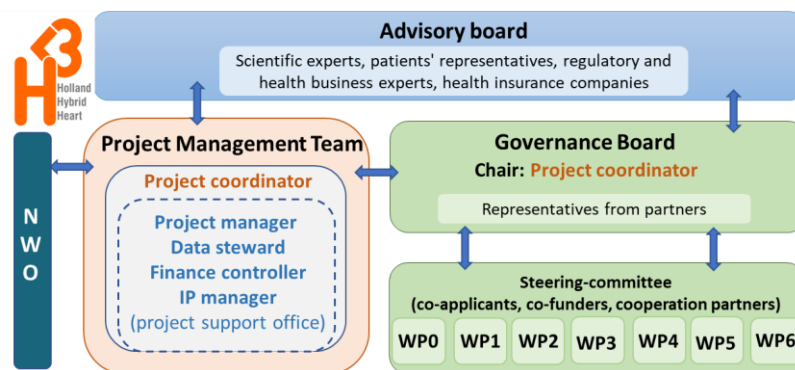 Advisory board
Scientific experts, patients' representatives, regulatory and
health business experts, health insurance companies
H3
Holland
Hybrid
Heart
NWO
Project Management Team
Project coordinator
Project manager
Data steward
Finance controller
IP manager
(project support office)
Governance Board
Chair: Project coordinator
Representatives from partners
Steering-committee
(co-applicants, co-funders, cooperation partners)
WP0 WP1 WP2 WP3 WP4 WP5 WP6